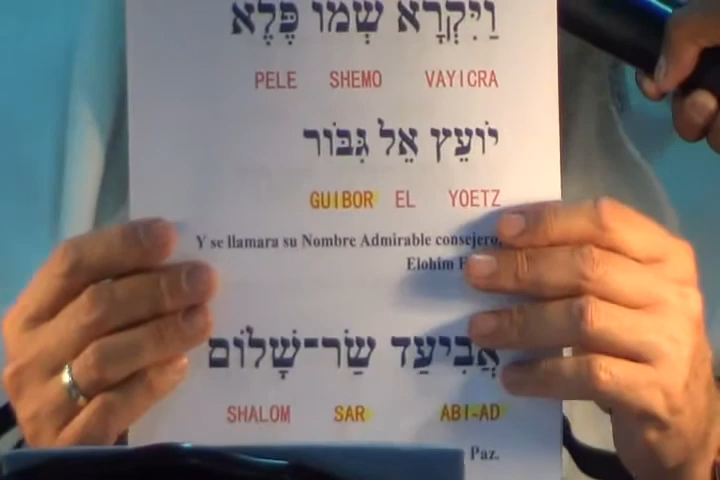 וַיִּקְרָא שְׁמוֹ פֶּלֶא
PELE SHEMO VAYICRA
יוֹעֵץ אֵל גִּבּוֹר
GUIBOR EL YOETZ
Y se llamara su Nombre Admirable consejero,
Elohim
אֲבִיעַד שַׂר־שָׁלוֹם
SHALOM SAR ABI-AD
Paz.